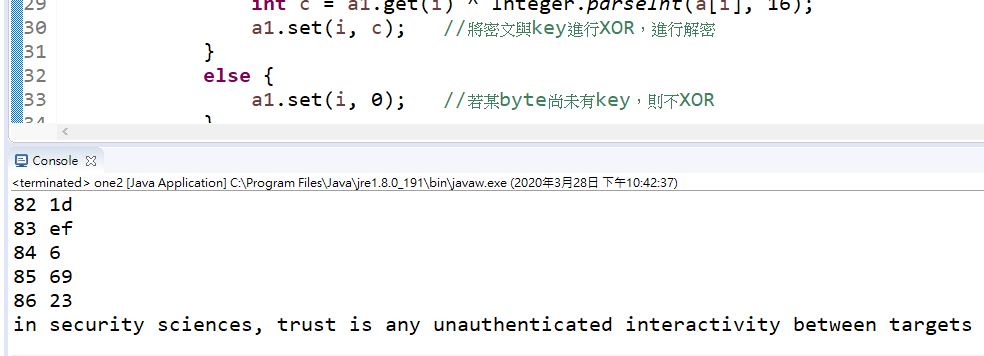 29 int c = a1.get(i) ^ Integer.parseInt(a[i], 16);
30 a1.set(i, c); //將密文與key進行XOR，進行解密
31 }
32 else {
33 a1.set(i, 0); //若某byte尚未有key，則不XOR
34 }
Console
<terminated> one2 [Java Application] C:\Program Files\Java\jre1.8.0_191\bin\javaw.exe (2020年3月28日 下午10:42:37)
82 1d
83 ef
84 6
85 69
86 23
in security sciences, trust is any unauthenticated interactivity between targets